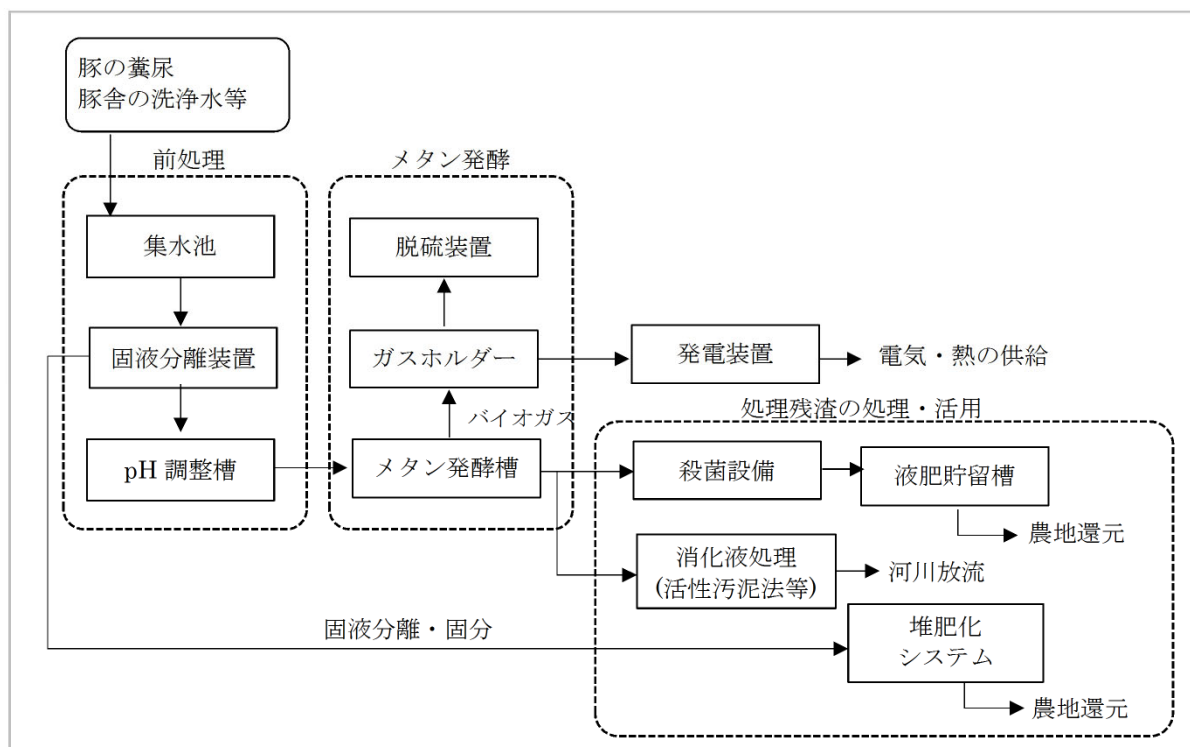 豚の糞尿
豚舎の洗浄水等
前処理
メタン発酵
集水池
脱硫装置
固液分離装置
ガスホルダー
発電装置
電気・熱の供給
バイオガス
処理残渣の処理・活用
pH 調整槽
メタン発酵槽
殺菌設備
液肥貯留槽
農地還元
消化液処理
(活性汚泥法等)
河川放流
固液分離・固分
堆肥化
システム
農地還元